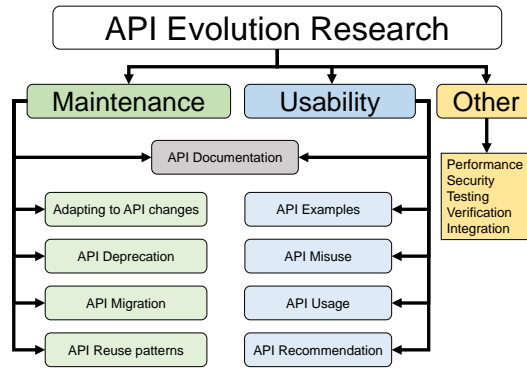 API Evolution Research
Maintenance
Usability
Other
API Documentation
Performance
Security
Testing
Verification
Integration
Adapting to API changes
API Examples
API Deprecation
API Misuse
API Migration
API Usage
API Reuse patterns
API Recommendation